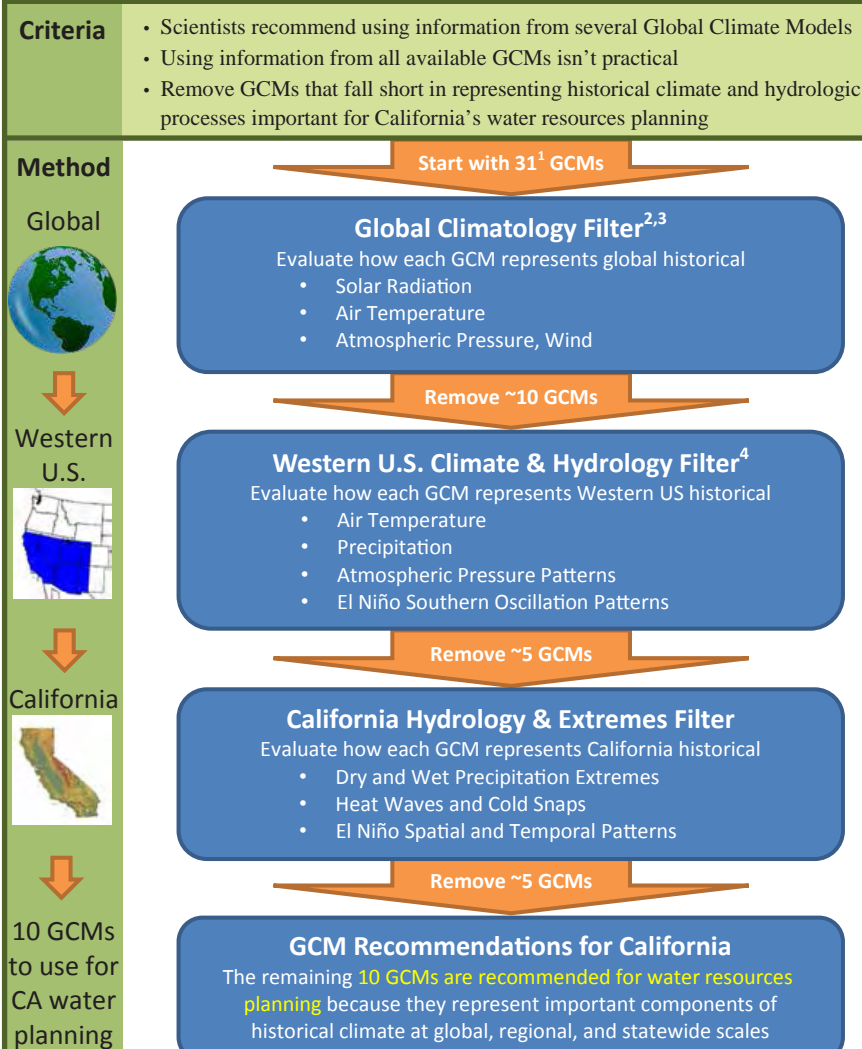 Criteria
• Scientists recommend using information from several Global Climate Models
• Using information from all available GCMs isn't practical
• Remove GCMs that fall short in representing historical climate and hydrologic
processes important for California's water resources planning
Method
Start with 31¹ GCMs
Global
Global Climatology Filter²,³
Evaluate how each GCM represents global historical
• Solar Radiation
• Air Temperature
• Atmospheric Pressure, Wind
Remove ~10 GCMs
Western
U.S.
Western U.S. Climate & Hydrology Filter⁴
Evaluate how each GCM represents Western US historical
• Air Temperature
• Precipitation
• Atmospheric Pressure Patterns
• El Niño Southern Oscillation Patterns
Remove ~5 GCMs
California
California Hydrology & Extremes Filter
Evaluate how each GCM represents California historical
• Dry and Wet Precipitation Extremes
• Heat Waves and Cold Snaps
• El Niño Spatial and Temporal Patterns
Remove ~5 GCMs
10 GCMs
to use for
CA water
planning
GCM Recommendations for California
The remaining 10 GCMs are recommended for water resources
planning because they represent important components of
historical climate at global, regional, and statewide scales